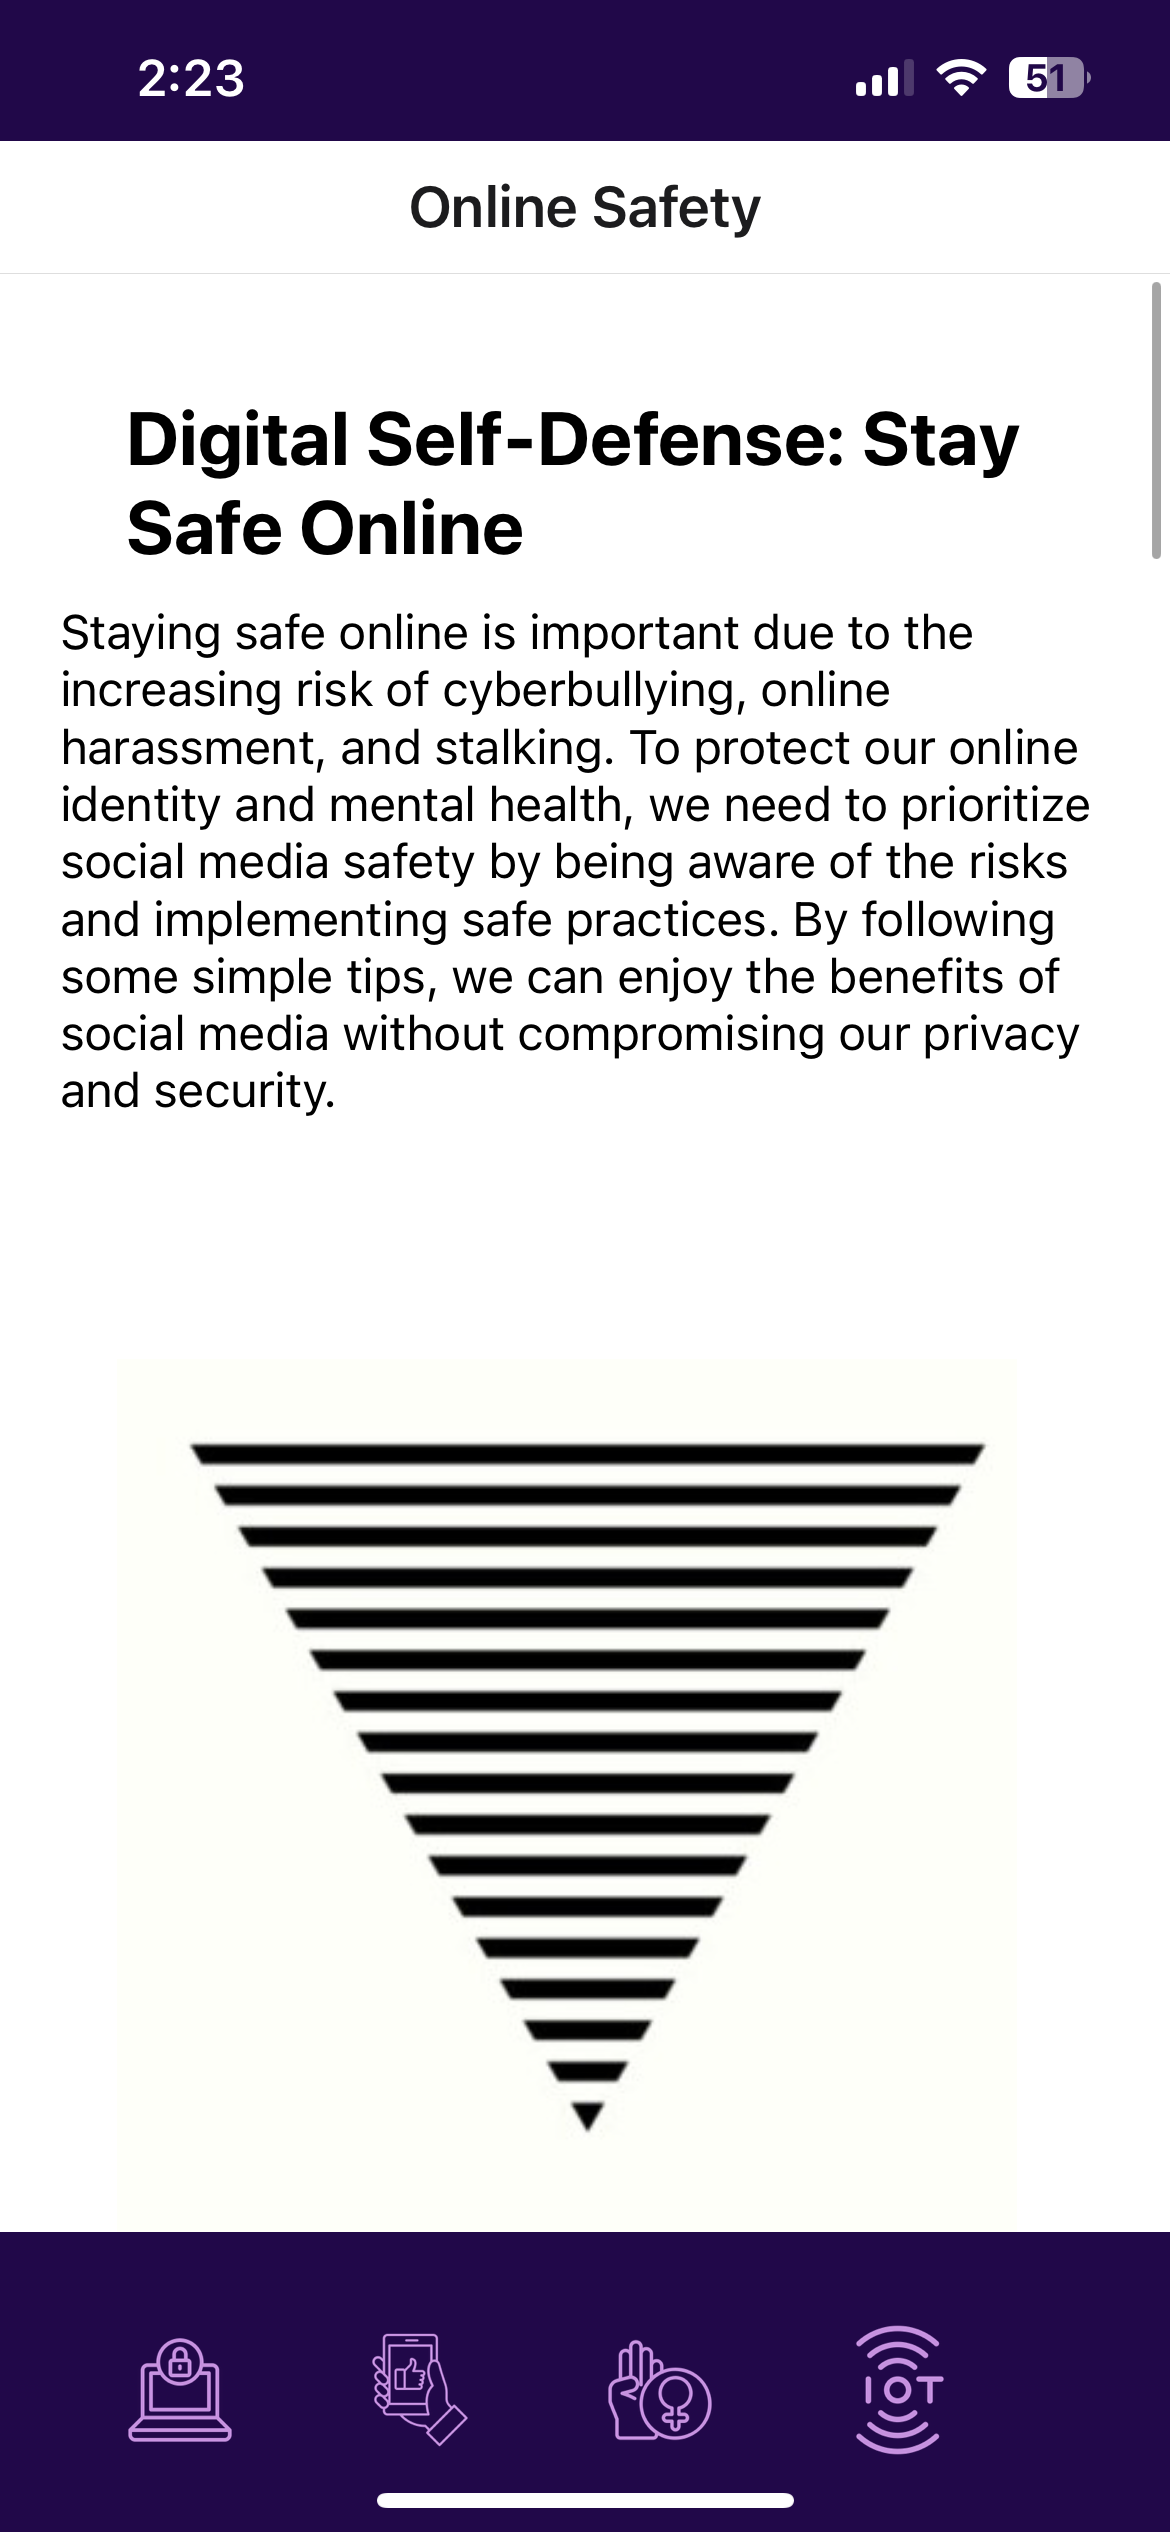 2:23
51
Online Safety
Digital Self-Defense: Stay
Safe Online
Staying safe online is important due to the
increasing risk of cyberbullying, online
harassment, and stalking. To protect our online
identity and mental health, we need to prioritize
social media safety by being aware of the risks
and implementing safe practices. By following
some simple tips, we can enjoy the benefits of
social media without compromising our privacy
and security.
IOT